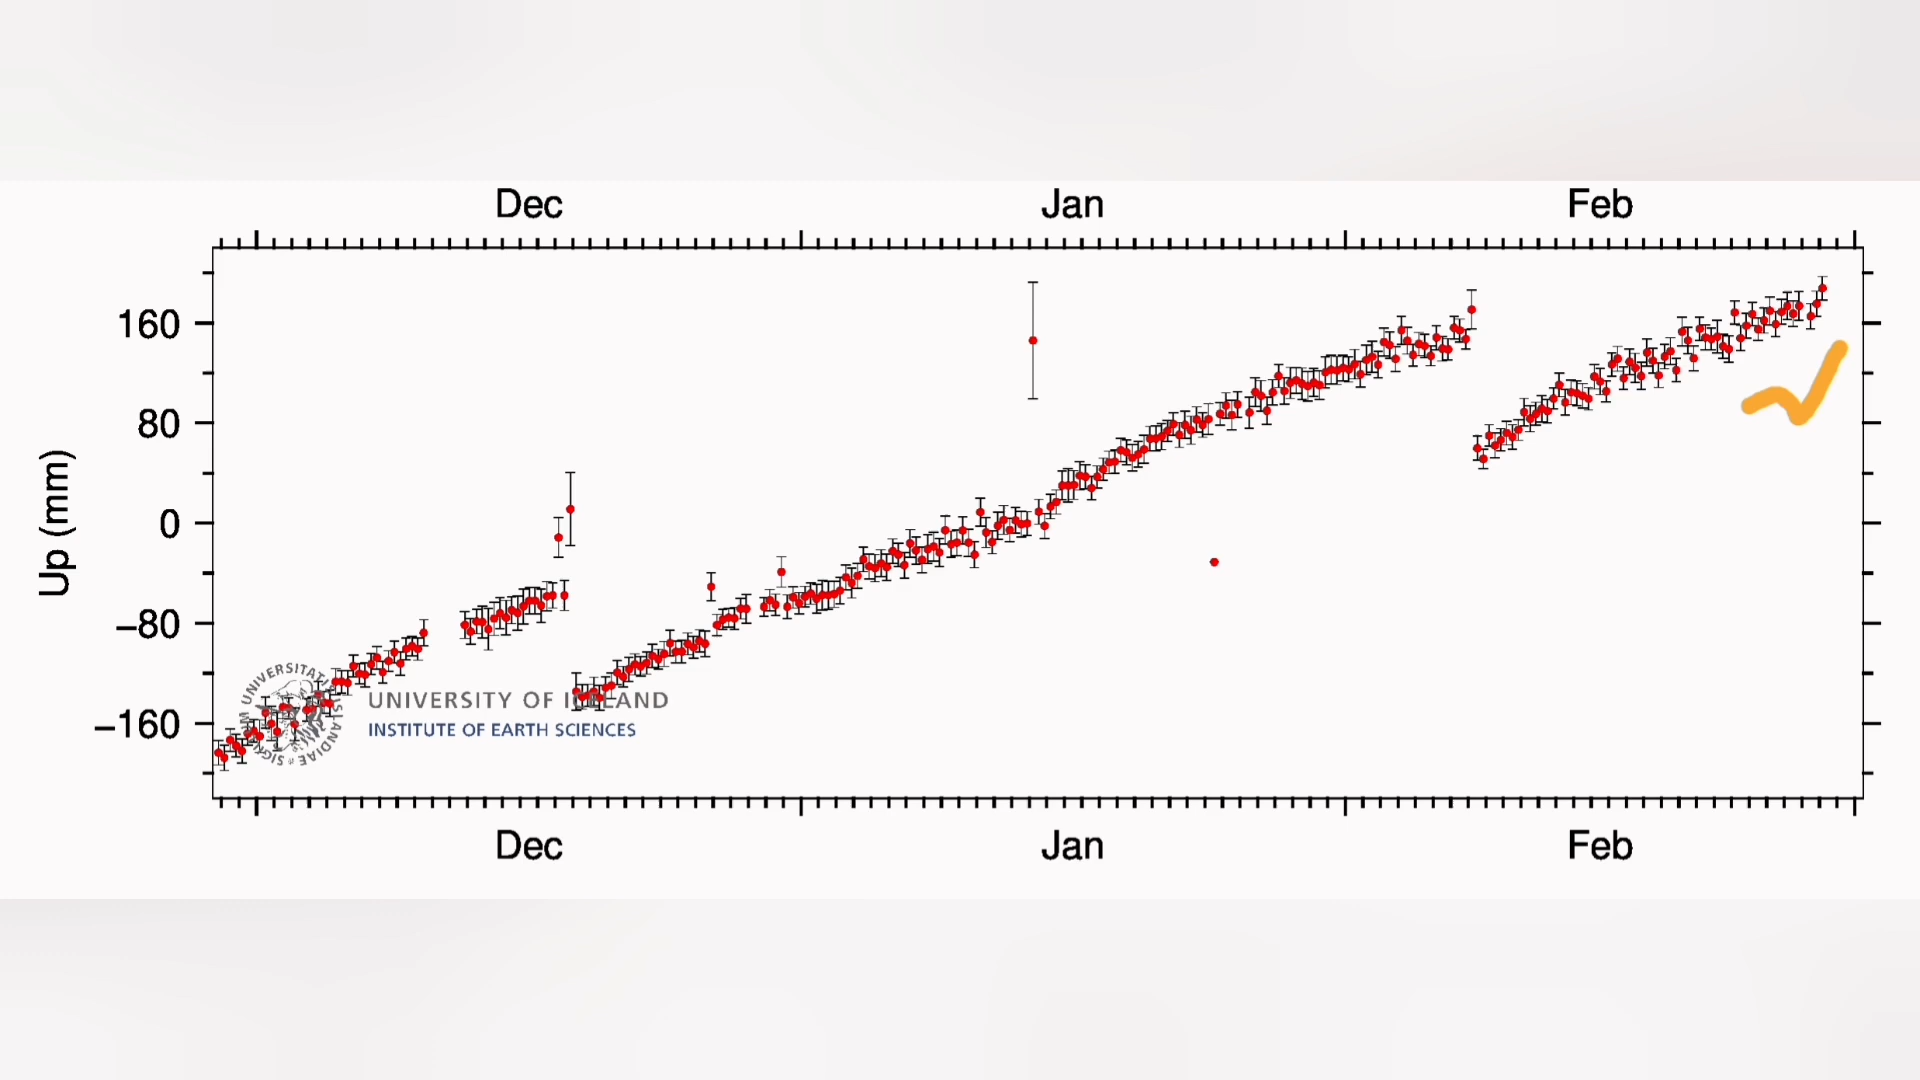 Dec Jan Feb
160
80
0
−80
−160
Up (mm)
UNIVERSITY OF ICELAND
INSTITUTE OF EARTH SCIENCES
Dec Jan Feb